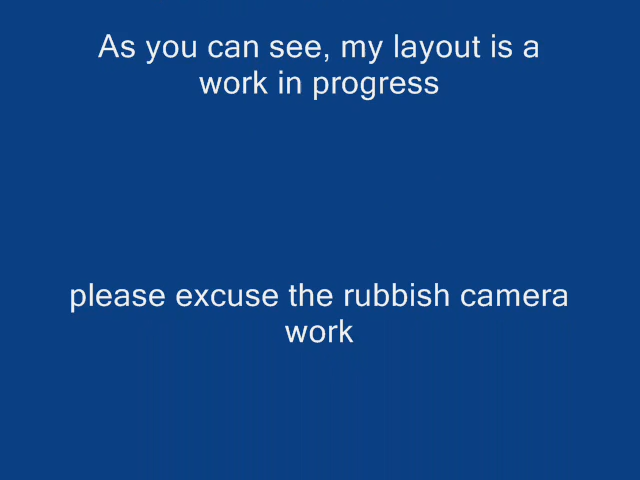 As you can see, my layout is a
work in progress
please excuse the rubbish camera
work